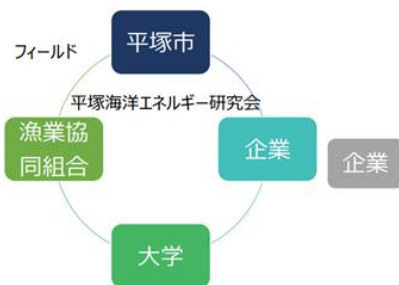 平塚市
フィールド
平塚海洋エネルギー研究会
漁業協
同組合
企業
企業
大学